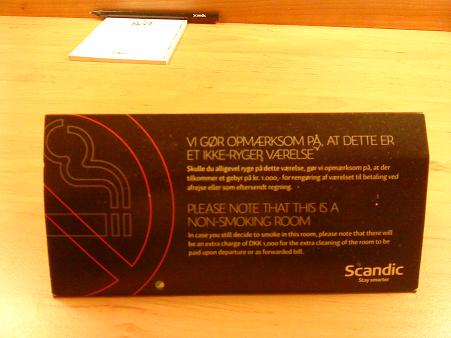 Scandic
VI GØR OPMÆRKSOM PÅ, AT DETTE ER
ET IKKE-RYGER VÆRELSE
Skulle du alligevel ryge på dette værelse, gør vi opmærksom på, at der
tilkommer et gebyr på kr. 1.000,- for rengøring af værelset til betaling ved
afrejse eller som eftersendt regning.
PLEASE NOTE THAT THIS IS A
NON-SMOKING ROOM
In case you still decide to smoke in this room, please note that there will
be an extra charge of DKK 1,000 for the extra cleaning of the room to be
paid upon departure or as forwarded bill.
Scandic
Stay smarter